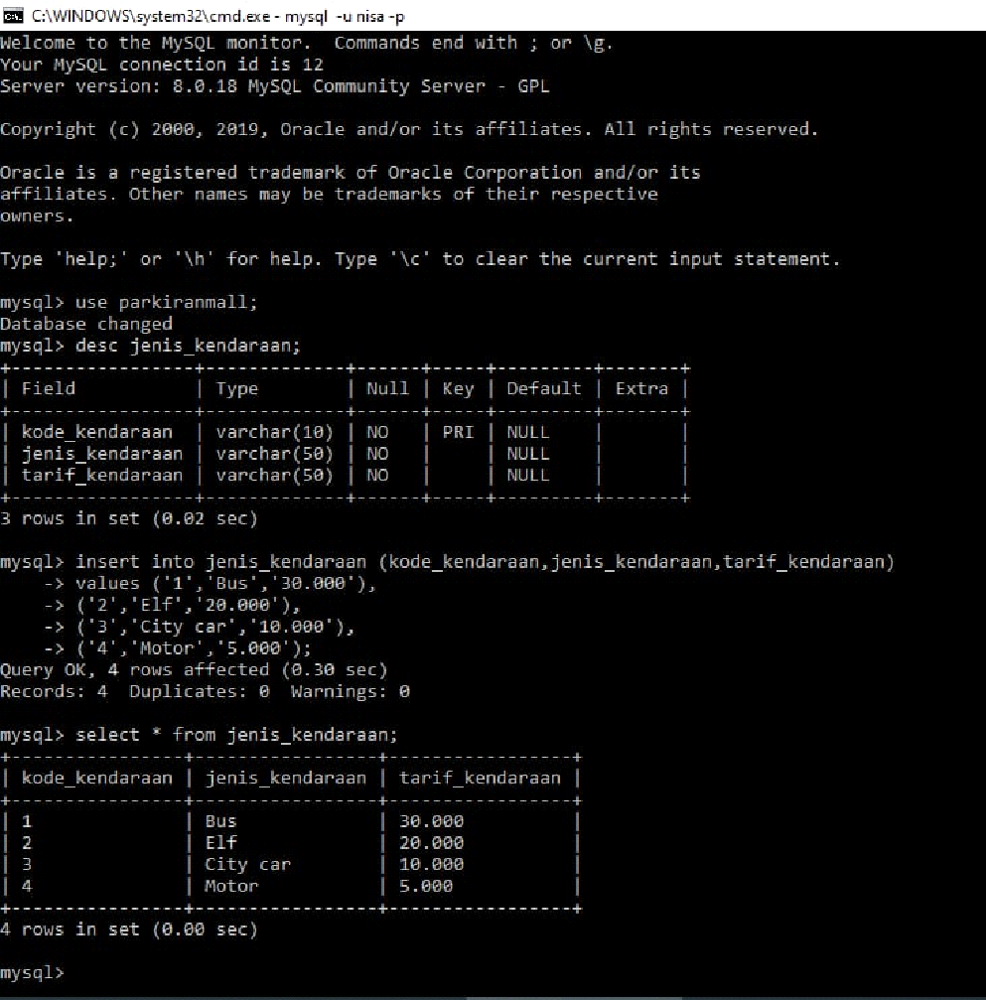 C:\WINDOWS\system32\cmd.exe - mysql -u nisa -p
Welcome to the MySQL monitor.  Commands end with ; or \g.
Your MySQL connection id is 12
Server version: 8.0.18 MySQL Community Server - GPL

Copyright (c) 2000, 2019, Oracle and/or its affiliates. All rights reserved.

Oracle is a registered trademark of Oracle Corporation and/or its
affiliates. Other names may be trademarks of their respective
owners.

Type 'help;' or '\h' for help. Type '\c' to clear the current input statement.

mysql> use parkiranmall;
Database changed
mysql> desc jenis_kendaraan;
+-----------------+-------------+------+-----+---------+-------+
| Field           | Type        | Null | Key | Default | Extra |
+-----------------+-------------+------+-----+---------+-------+
| kode_kendaraan  | varchar(10) | NO   | PRI | NULL    |       |
| jenis_kendaraan | varchar(50) | NO   |     | NULL    |       |
| tarif_kendaraan | varchar(50) | NO   |     | NULL    |       |
+-----------------+-------------+------+-----+---------+-------+
3 rows in set (0.02 sec)

mysql> insert into jenis_kendaraan (kode_kendaraan,jenis_kendaraan,tarif_kendaraan)
    -> values ('1','Bus','30.000'),
    -> ('2','Elf','20.000'),
    -> ('3','City car','10.000'),
    -> ('4','Motor','5.000');
Query OK, 4 rows affected (0.30 sec)
Records: 4  Duplicates: 0  Warnings: 0

mysql> select * from jenis_kendaraan;
+----------------+-----------------+-----------------+
| kode_kendaraan | jenis_kendaraan | tarif_kendaraan |
+----------------+-----------------+-----------------+
| 1              | Bus             | 30.000          |
| 2              | Elf             | 20.000          |
| 3              | City car        | 10.000          |
| 4              | Motor           | 5.000           |
+----------------+-----------------+-----------------+
4 rows in set (0.00 sec)

mysql>